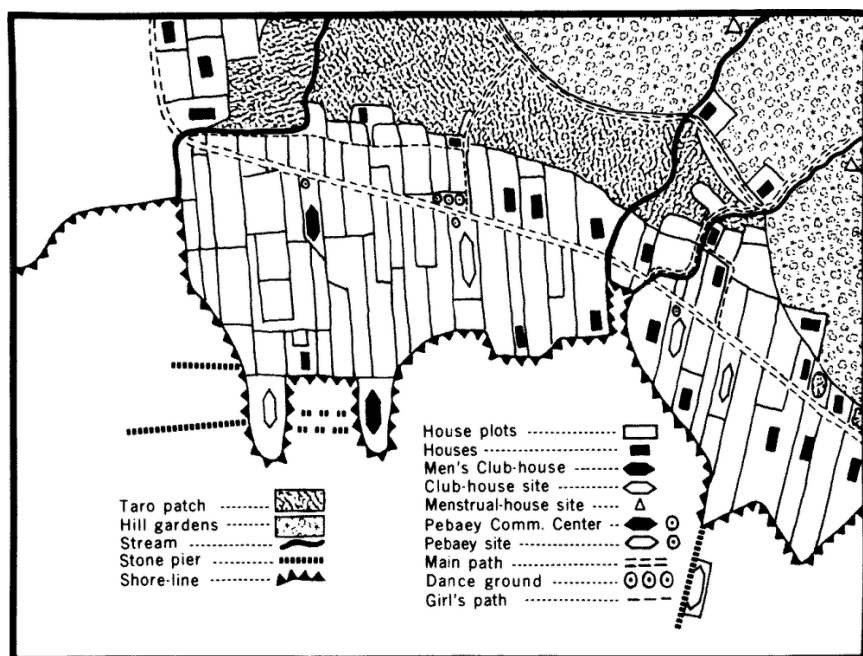 Taro patch
Hill gardens
Stream
Stone pier
Shore-line
House plots
Houses
Men's Club-house
Club-house site
Menstrual-house site
Pebaey Comm. Center
Pebaey site
Main path
Dance ground
Girl's path